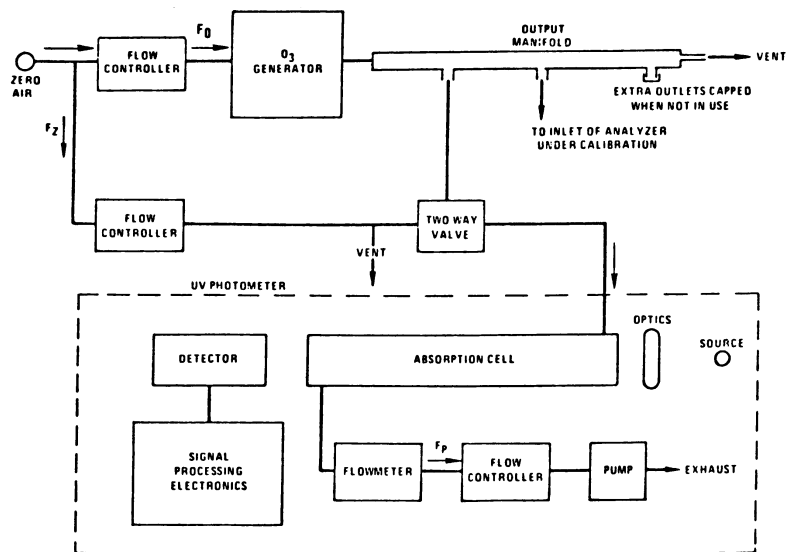 ZERO
AIR
FLOW
CONTROLLER
FO
O3
GENERATOR
OUTPUT
MANIFOLD
VENT
EXTRA OUTLETS CAPPED
WHEN NOT IN USE
TO INLET OF ANALYZER
UNDER CALIBRATION
FZ
FLOW
CONTROLLER
VENT
TWO WAY
VALVE
UV PHOTOMETER
DETECTOR
ABSORPTION CELL
OPTICS
SOURCE
SIGNAL
PROCESSING
ELECTRONICS
FLOWMETER
FP
FLOW
CONTROLLER
PUMP
EXHAUST